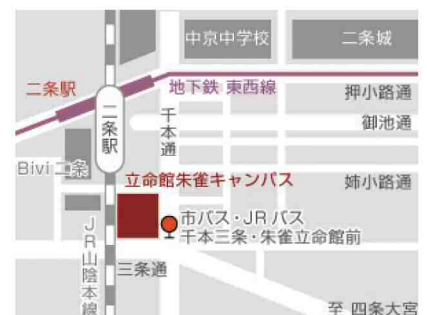 中京中学校
二条城
二条駅
地下鉄 東西線
押小路通
二条駅
千本通
御池通
Bivi 二条
立命館朱雀キャンパス
姉小路通
市バス・JRバス
千本三条・朱雀立命館前
JR山陰本線
三条通
至 四条大宮